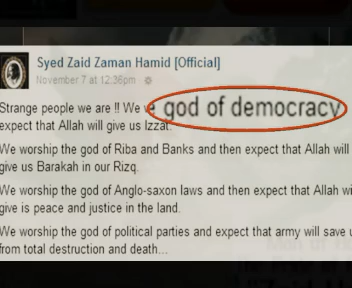 Syed Zaid Zaman Hamid [Official]
November 7 at 12:36pm
Strange people we are !! We god of democracy
expect that Allah will give us Izzat.
We worship the god of Riba and Banks and then expect that Allah will
give us Barakah in our Rizq.
We worship the god of Anglo-saxon laws and then expect that Allah wi
give is peace and justice in the land.
We worship the god of political parties and expect that army will save u
from total destruction and death...